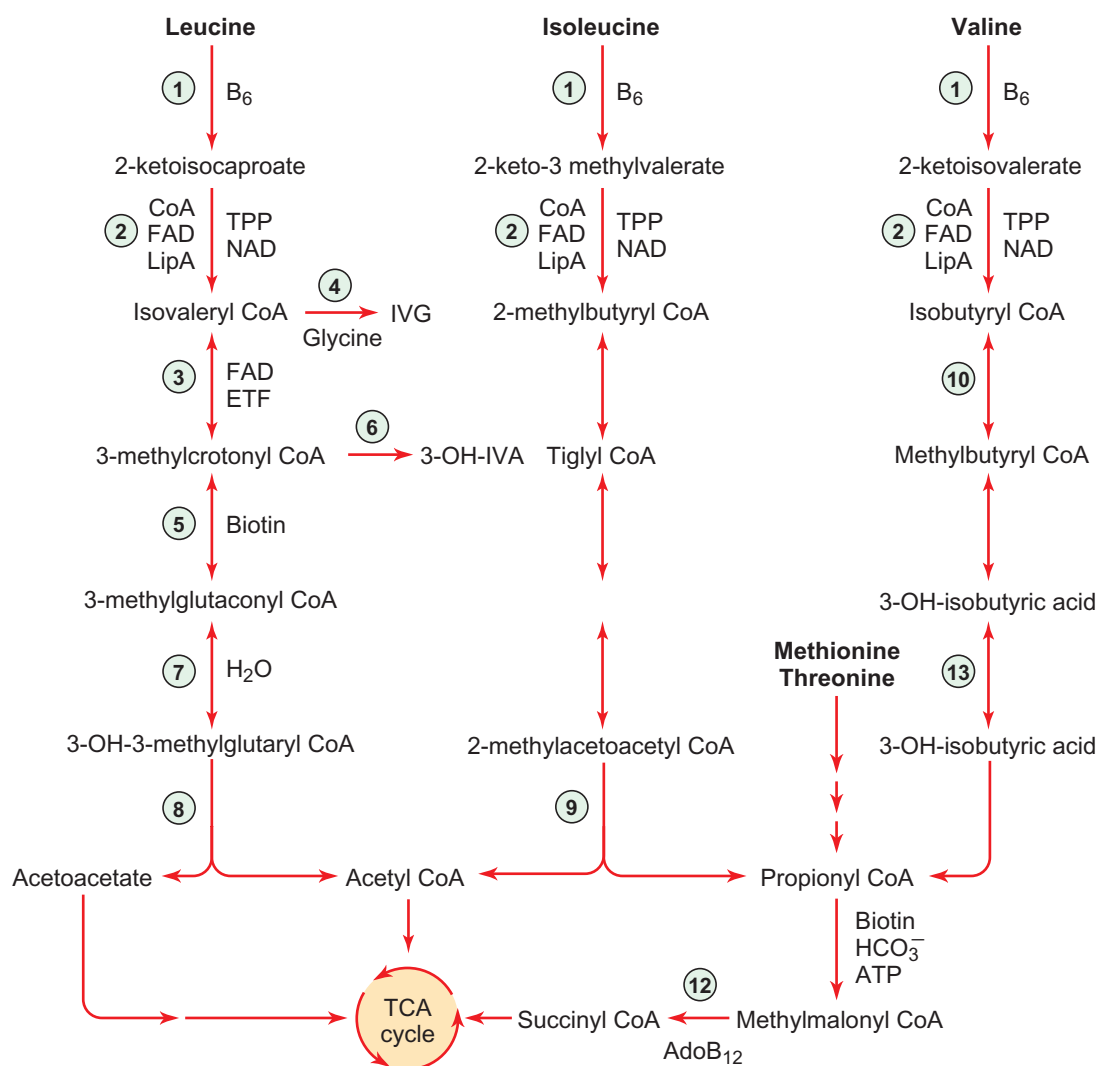 Leucine
Isoleucine
Valine
1
B6
1
B6
1
B6
2-ketoisocaproate
2-keto-3 methylvalerate
2-ketoisovalerate
2
CoA
FAD
LipA
TPP
NAD
2
CoA
FAD
LipA
TPP
NAD
2
CoA
FAD
LipA
TPP
NAD
Isovaleryl CoA
4
Glycine
IVG
2-methylbutyryl CoA
Isobutyryl CoA
3
FAD
ETF
10
3-methylcrotonyl CoA
6
3-OH-IVA
Tiglyl CoA
Methylbutyryl CoA
5
Biotin
3-methylglutaconyl CoA
3-OH-isobutyric acid
7
H2O
Methionine
Threonine
13
3-OH-3-methylglutaryl CoA
2-methylacetoacetyl CoA
3-OH-isobutyric acid
8
9
Acetoacetate
Acetyl CoA
Propionyl CoA
Biotin
HCO3−
ATP
TCA
cycle
Succinyl CoA
12
AdoB12
Methylmalonyl CoA